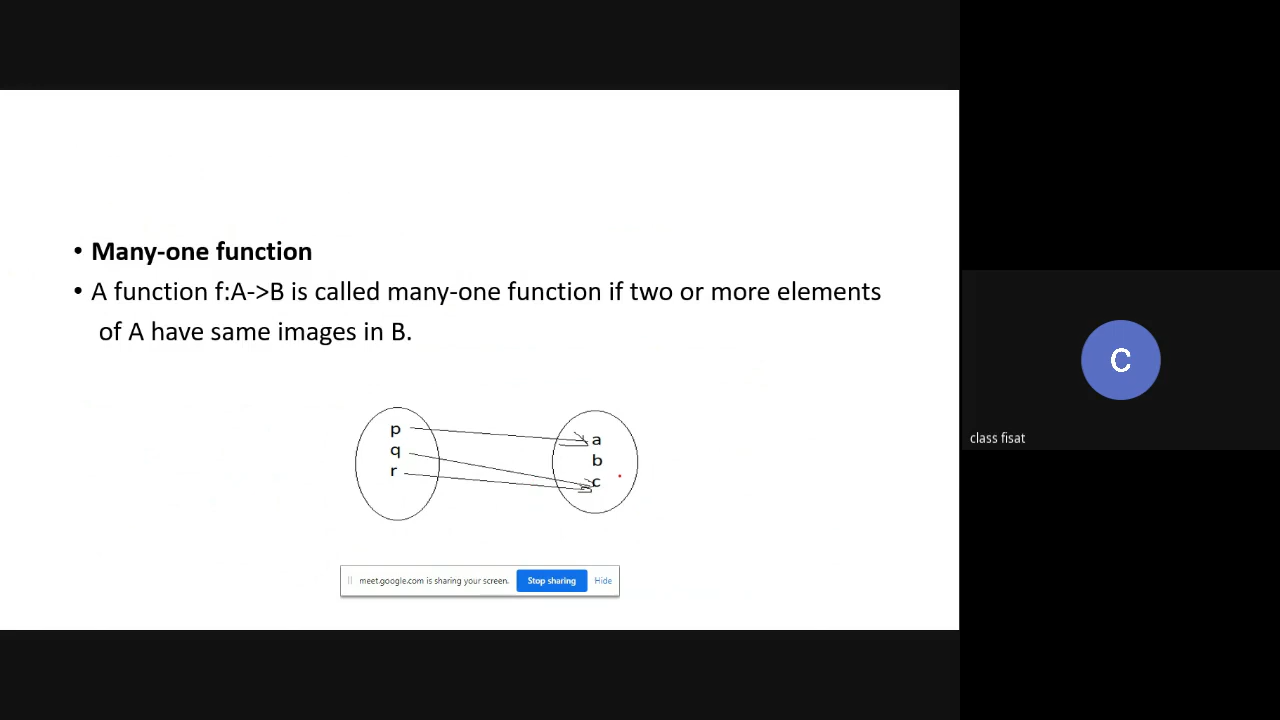 • Many-one function
• A function f:A->B is called many-one function if two or more elements
of A have same images in B.
p
q
r
a
b
c
meet.google.com is sharing your screen. Stop sharing Hide
C
class fisat